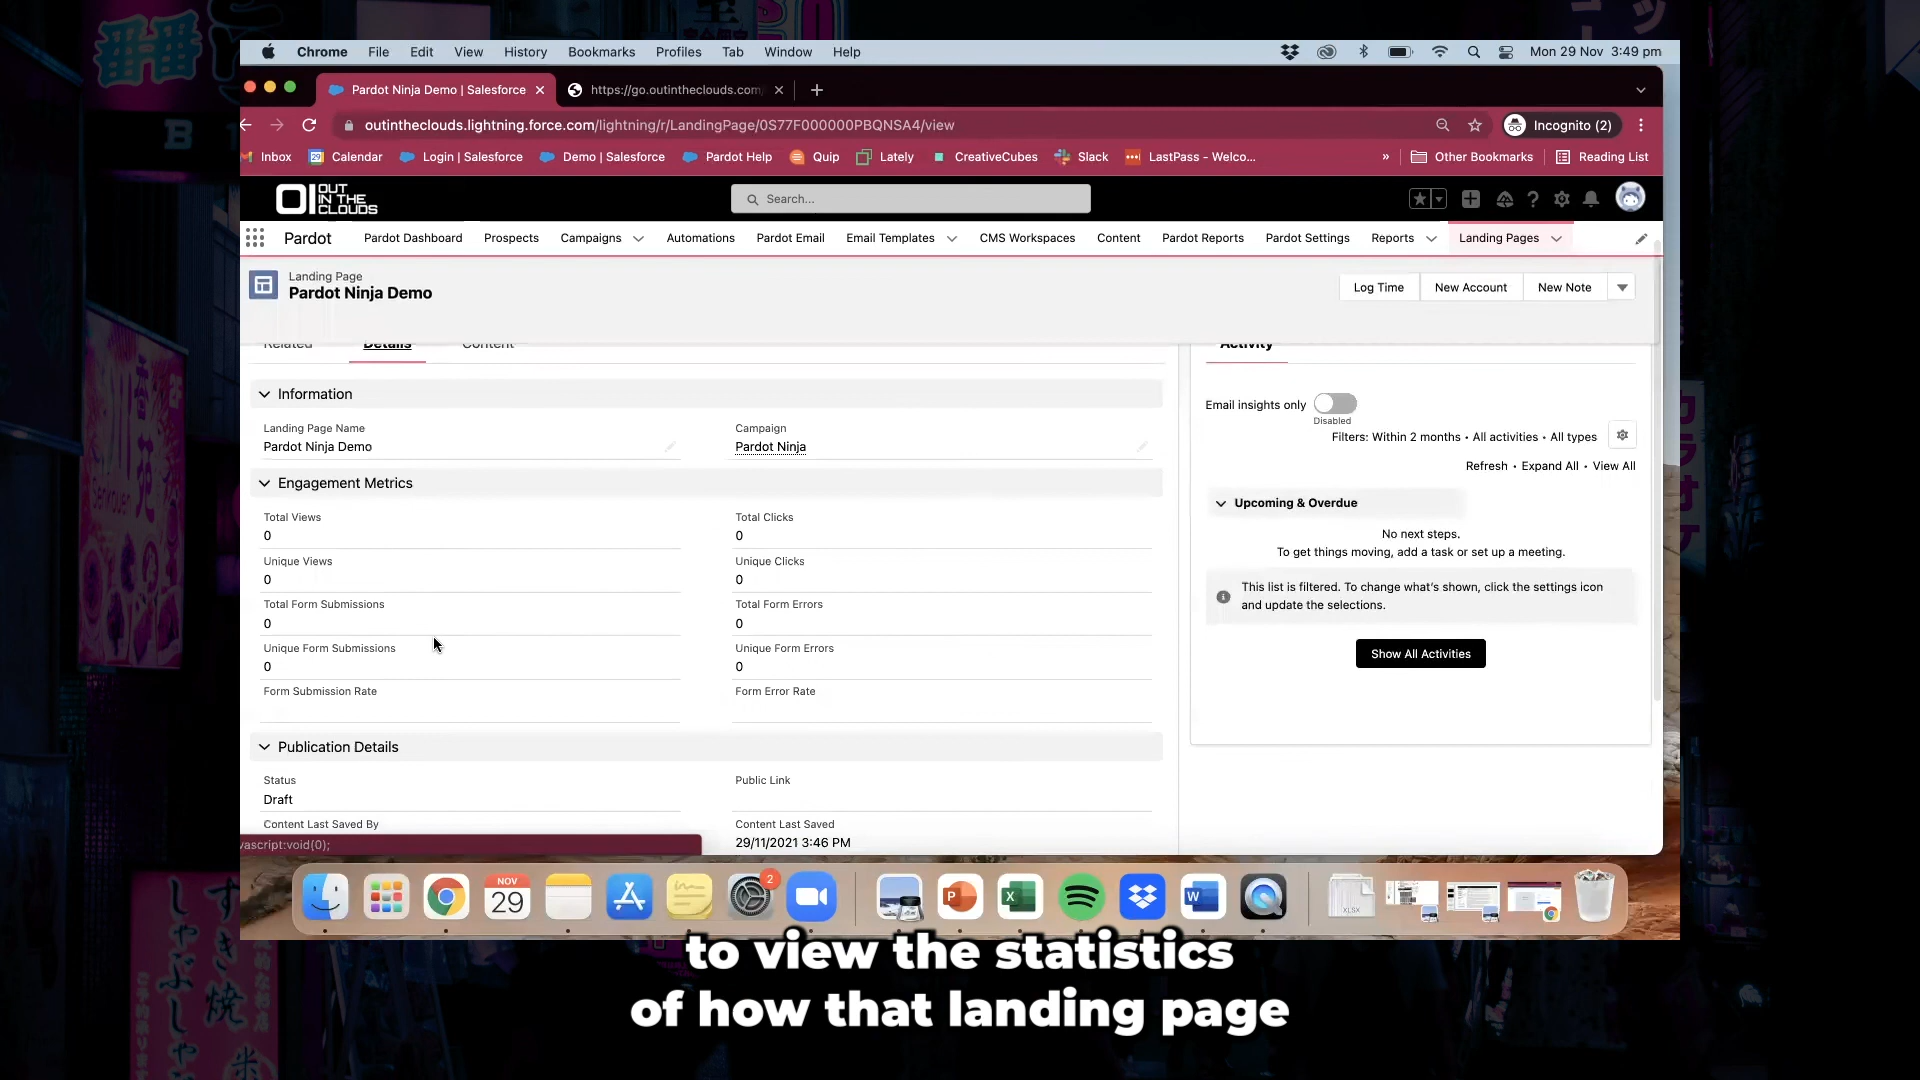 Chrome File Edit View History Bookmarks Profiles Tab Window Help Mon 29 Nov 3:49 pm
Pardot Ninja Demo | Salesforce https://go.outintheclouds.com/
outintheclouds.lightning.force.com/lightning/r/LandingPage/0S77F000000PBQNSA4/view Incognito (2)
Inbox Calendar Login | Salesforce Demo | Salesforce Pardot Help Quip Lately CreativeCubes Slack LastPass - Welco... » Other Bookmarks Reading List
OUT
IN THE
CLOUDS
Search...
Pardot Pardot Dashboard Prospects Campaigns Automations Pardot Email Email Templates CMS Workspaces Content Pardot Reports Pardot Settings Reports Landing Pages
Landing Page
Pardot Ninja Demo
Log Time New Account New Note
Related Details Content
Information
Landing Page Name
Pardot Ninja Demo
Campaign
Pardot Ninja
Engagement Metrics
Total Views
0
Total Clicks
0
Unique Views
0
Unique Clicks
0
Total Form Submissions
0
Total Form Errors
0
Unique Form Submissions
0
Unique Form Errors
0
Form Submission Rate
Form Error Rate
Publication Details
Status
Draft
Public Link
Content Last Saved By
Content Last Saved
29/11/2021 3:46 PM
vascript:void(0);
Activity
Email insights only
Disabled
Filters: Within 2 months • All activities • All types
Refresh • Expand All • View All
Upcoming & Overdue
No next steps.
To get things moving, add a task or set up a meeting.
This list is filtered. To change what's shown, click the settings icon
and update the selections.
Show All Activities
NOV
29
2
P
X
W
XLSX
to view the statistics
of how that landing page